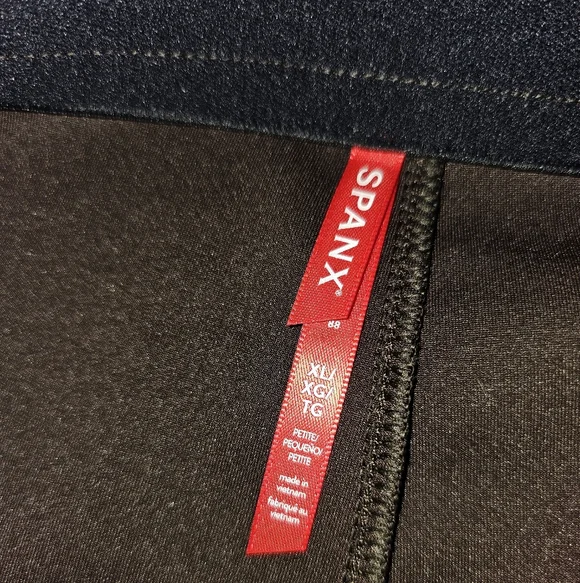 SPANX®
88
XL/
XG/
TG
PETITE/
PEQUEÑO/
PETITE
made in
vietnam
fabriqué au
vietnam